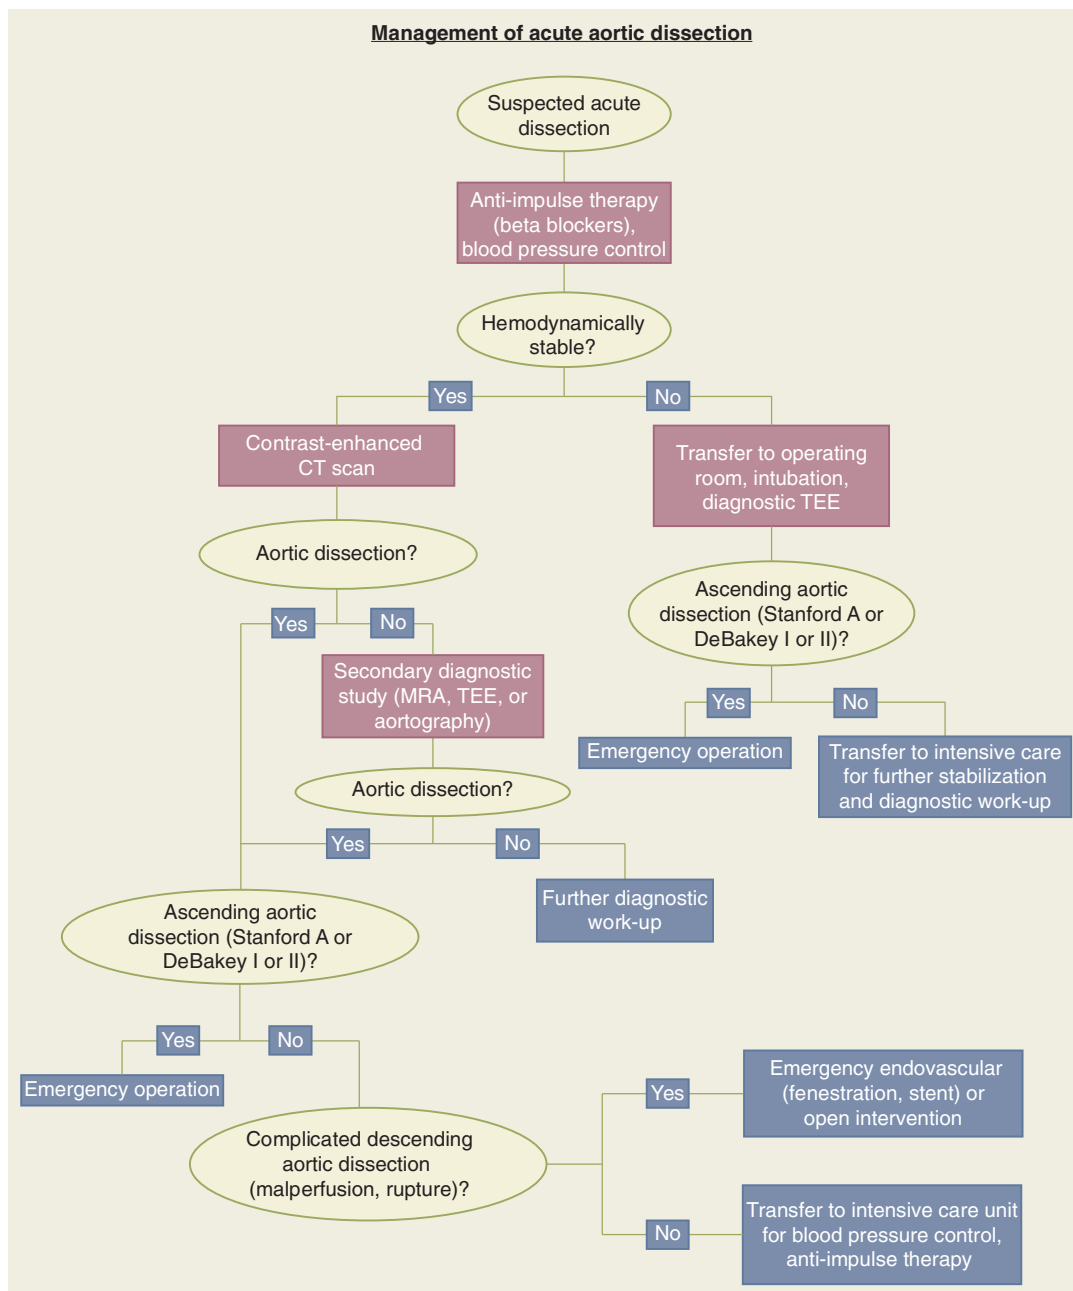 Management of acute aortic dissection
Suspected acute
dissection
Anti-impulse therapy
(beta blockers),
blood pressure control
Hemodynamically
stable?
Yes
No
Contrast-enhanced
CT scan
Transfer to operating
room, intubation,
diagnostic TEE
Aortic dissection?
Ascending aortic
dissection (Stanford A or
DeBakey I or II)?
Yes
No
Secondary diagnostic
study (MRA, TEE, or
aortography)
Yes
No
Emergency operation
Transfer to intensive care
for further stabilization
and diagnostic work-up
Aortic dissection?
Yes
No
Further diagnostic
work-up
Ascending aortic
dissection (Stanford A or
DeBakey I or II)?
Yes
No
Emergency operation
Complicated descending
aortic dissection
(malperfusion, rupture)?
Yes
Emergency endovascular
(fenestration, stent) or
open intervention
No
Transfer to intensive care unit
for blood pressure control,
anti-impulse therapy